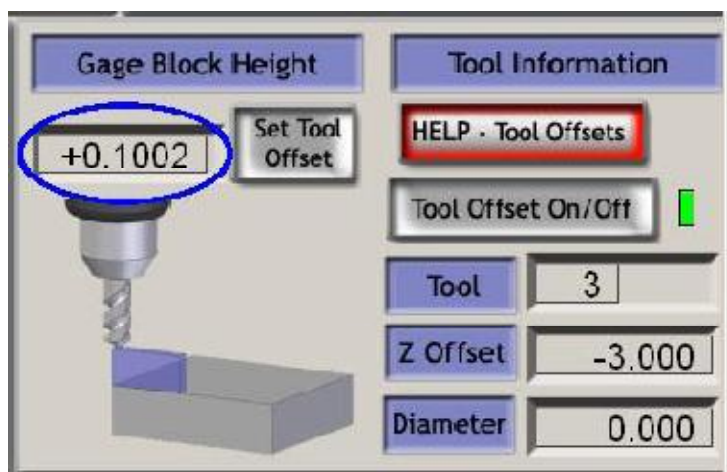 Gage Block Height
Tool Information
+0.1002
Set Tool
Offset
HELP - Tool Offsets
Tool Offset On/Off
Tool
3
Z Offset
-3.000
Diameter
0.000